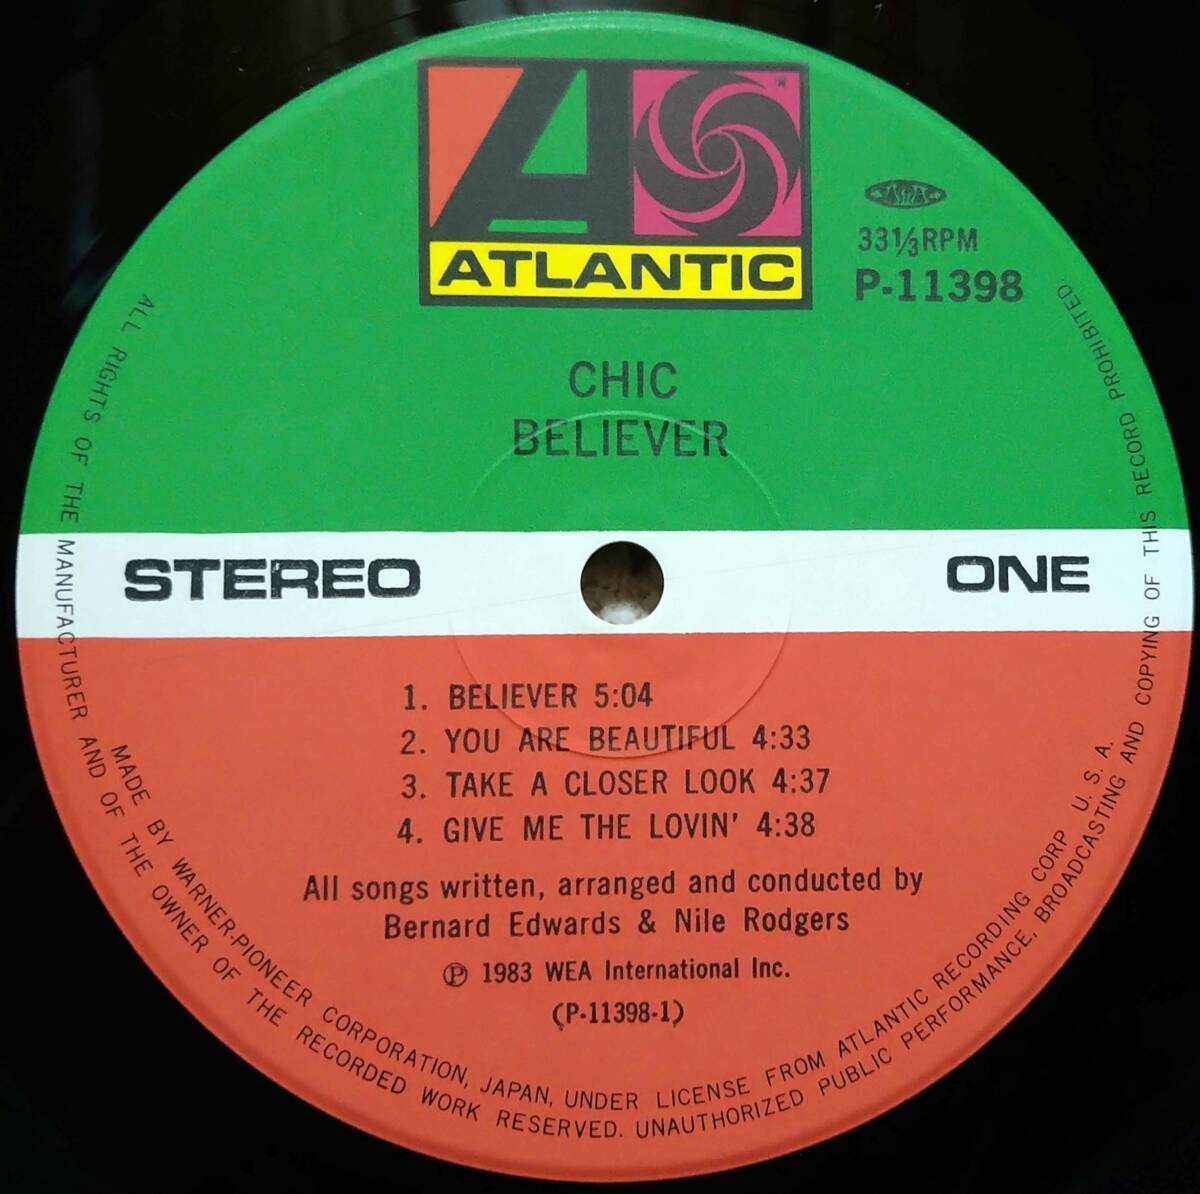 ATLANTIC
33⅓RPM
P-11398
CHIC
BELIEVER
STEREO
ONE
1. BELIEVER 5:04
2. YOU ARE BEAUTIFUL 4:33
3. TAKE A CLOSER LOOK 4:37
4. GIVE ME THE LOVIN' 4:38
All songs written, arranged and conducted by
Bernard Edwards & Nile Rodgers
Ⓟ 1983 WEA International Inc.
(P-11398-1)
MADE BY WARNER-PIONEER CORPORATION, JAPAN, UNDER LICENSE FROM ATLANTIC RECORDING CORP U. S. A.
ALL RIGHTS OF THE MANUFACTURER AND OF THE OWNER OF THE RECORDED WORK RESERVED. UNAUTHORIZED PUBLIC PERFORMANCE, BROADCASTING AND COPYING OF THIS RECORD PROHIBITED